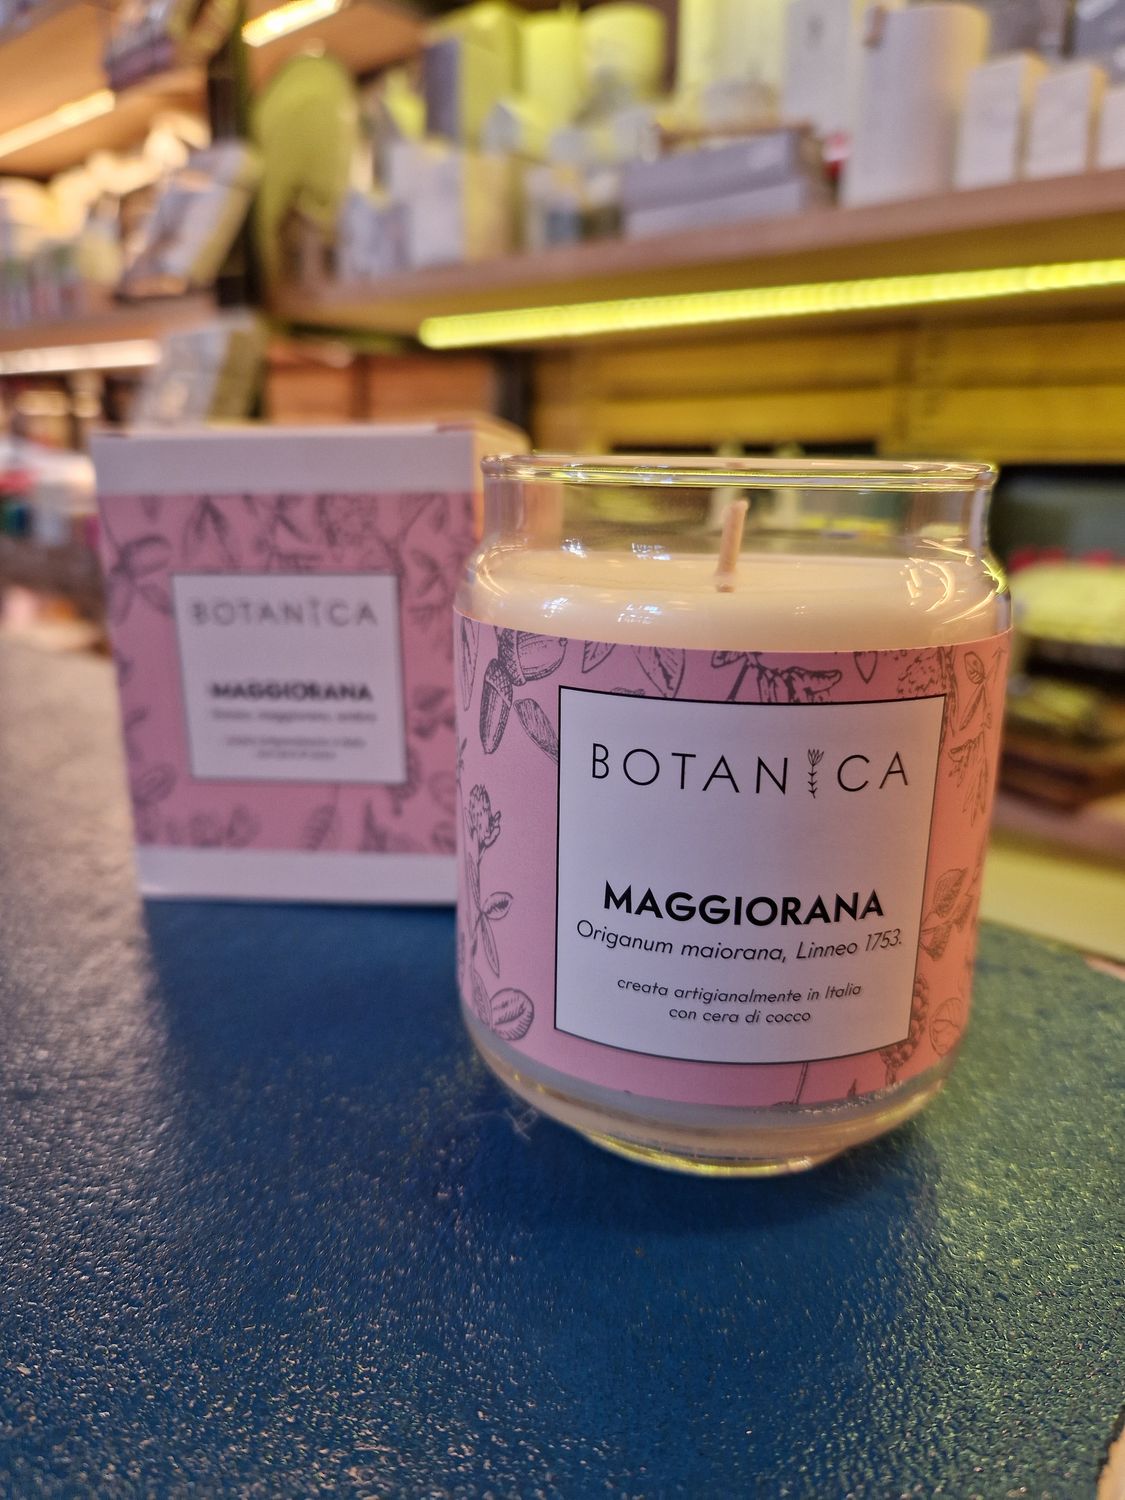 BOTANICA
MAGGIORANA
BOTANICA
MAGGIORANA
Origanum maiorana, Linneo 1753.
creata artigianalmente in Italia
con cera di cocco